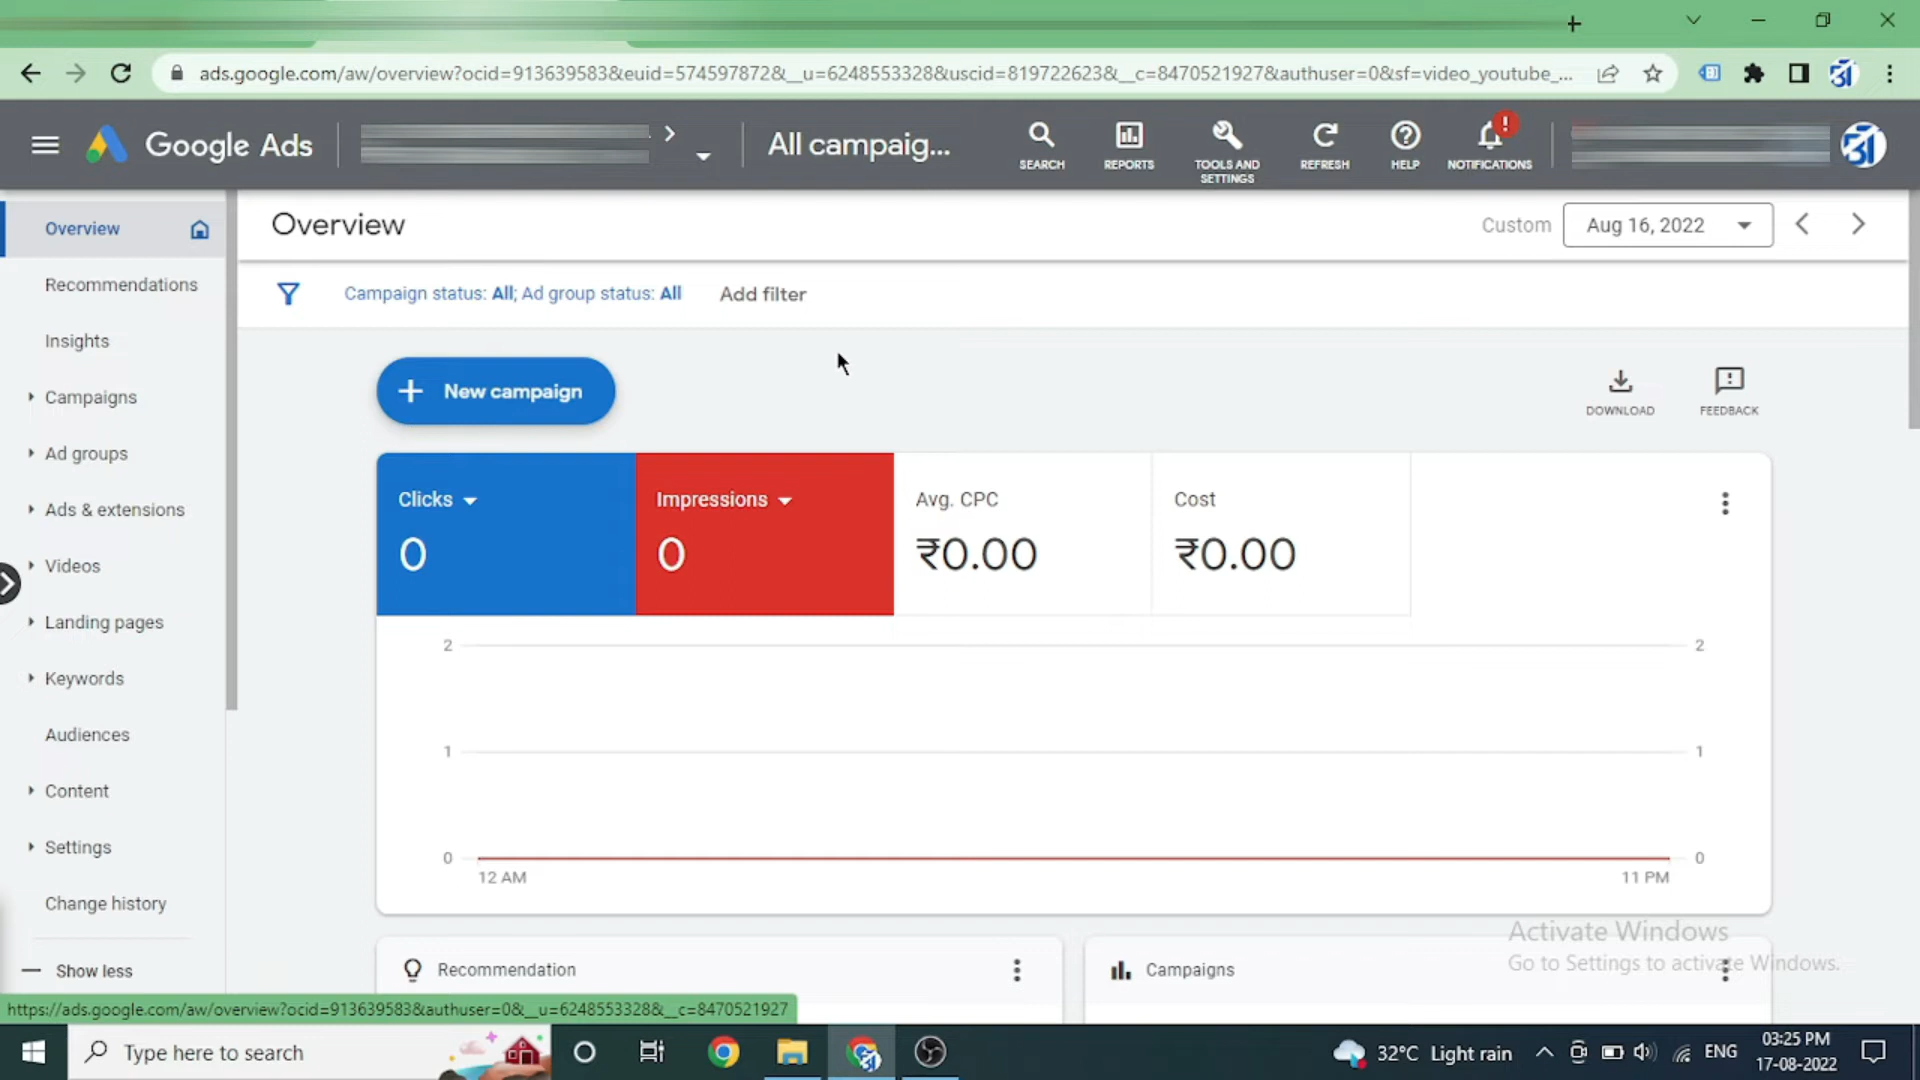 ads.google.com/aw/overview?ocid=913639583&euid=574597872&__u=6248553328&uscid=819722623&__c=8470521927&authuser=0&sf=video_youtube_...
Google Ads
All campaig...
SEARCH
REPORTS
TOOLS AND
SETTINGS
REFRESH
HELP
NOTIFICATIONS
Overview
Recommendations
Insights
Campaigns
Ad groups
Ads & extensions
Videos
Landing pages
Keywords
Audiences
Content
Settings
Change history
Show less
Overview
Custom
Aug 16, 2022
Campaign status: All; Ad group status: All
Add filter
New campaign
DOWNLOAD
FEEDBACK
Clicks
0
Impressions
0
Avg. CPC
₹0.00
Cost
₹0.00
2
2
1
1
0
0
12 AM
11 PM
Recommendation
Campaigns
Activate Windows
Go to Settings to activate Windows.
https://ads.google.com/aw/overview?ocid=913639583&authuser=0&__u=6248553328&__c=8470521927
Type here to search
32°C Light rain
ENG
03:25 PM
17-08-2022